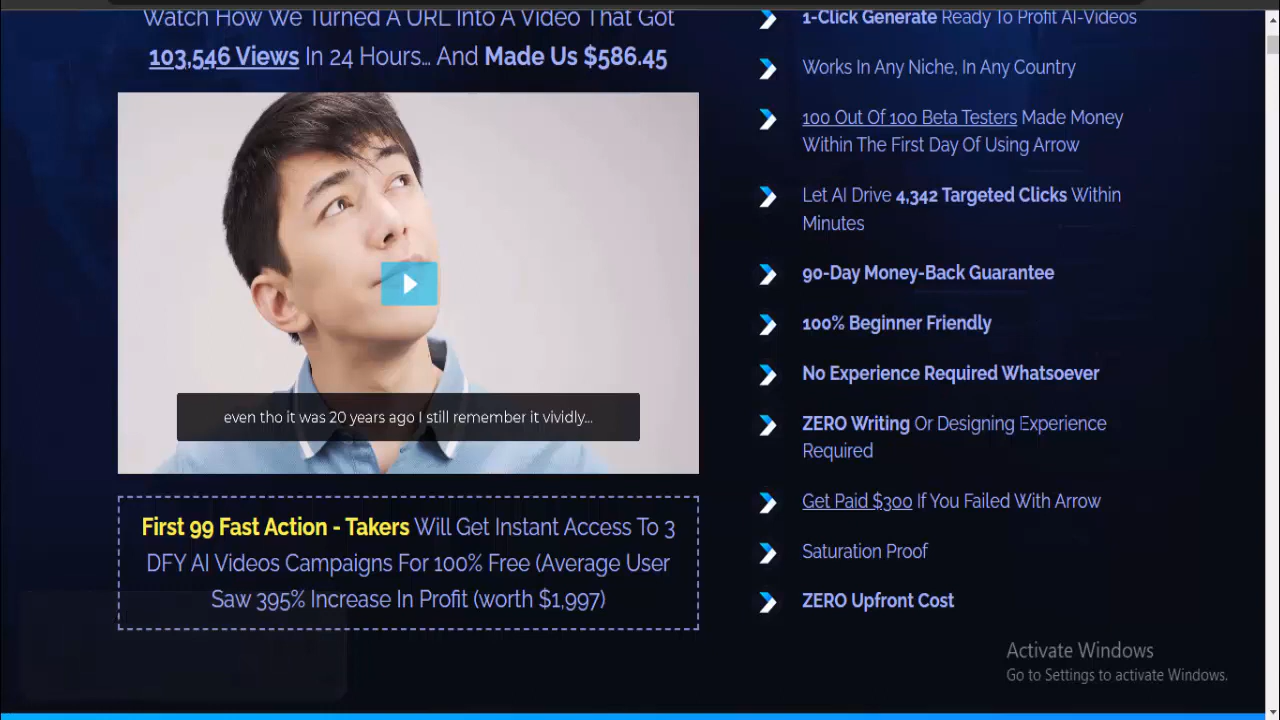 Watch How We Turned A URL Into A Video That Got
103,546 Views In 24 Hours... And Made Us $586.45
even tho it was 20 years ago I still remember it vividly...
First 99 Fast Action - Takers Will Get Instant Access To 3
DFY AI Videos Campaigns For 100% Free (Average User
Saw 395% Increase In Profit (worth $1,997)
1-Click Generate Ready To Profit AI-Videos
Works In Any Niche, In Any Country
100 Out Of 100 Beta Testers Made Money
Within The First Day Of Using Arrow
Let AI Drive 4,342 Targeted Clicks Within
Minutes
90-Day Money-Back Guarantee
100% Beginner Friendly
No Experience Required Whatsoever
ZERO Writing Or Designing Experience
Required
Get Paid $300 If You Failed With Arrow
Saturation Proof
ZERO Upfront Cost
Activate Windows
Go to Settings to activate Windows.